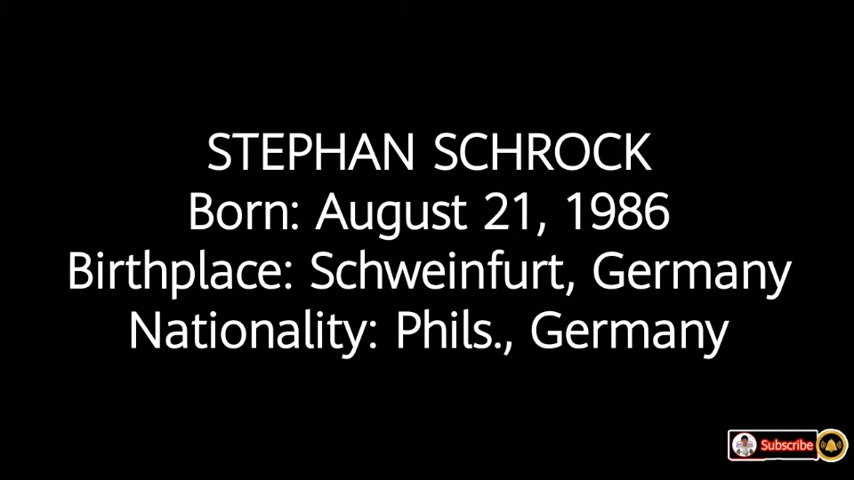 STEPHAN SCHROCK
Born: August 21, 1986
Birthplace: Schweinfurt, Germany
Nationality: Phils., Germany
Subscribe